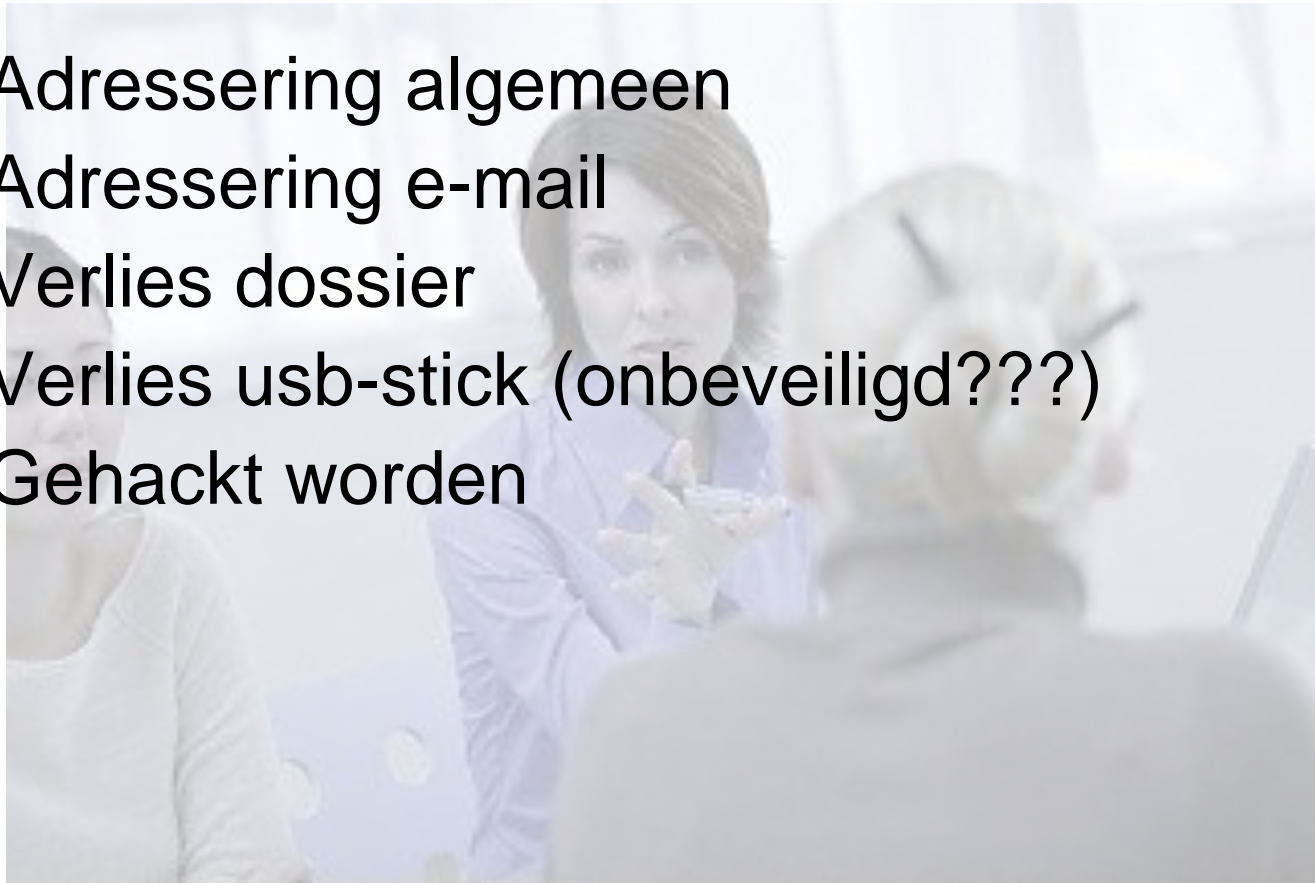 Adressering algemeen
Adressering e-mail
Verlies dossier
Verlies usb-stick (onbeveiligd???)
Gehackt worden